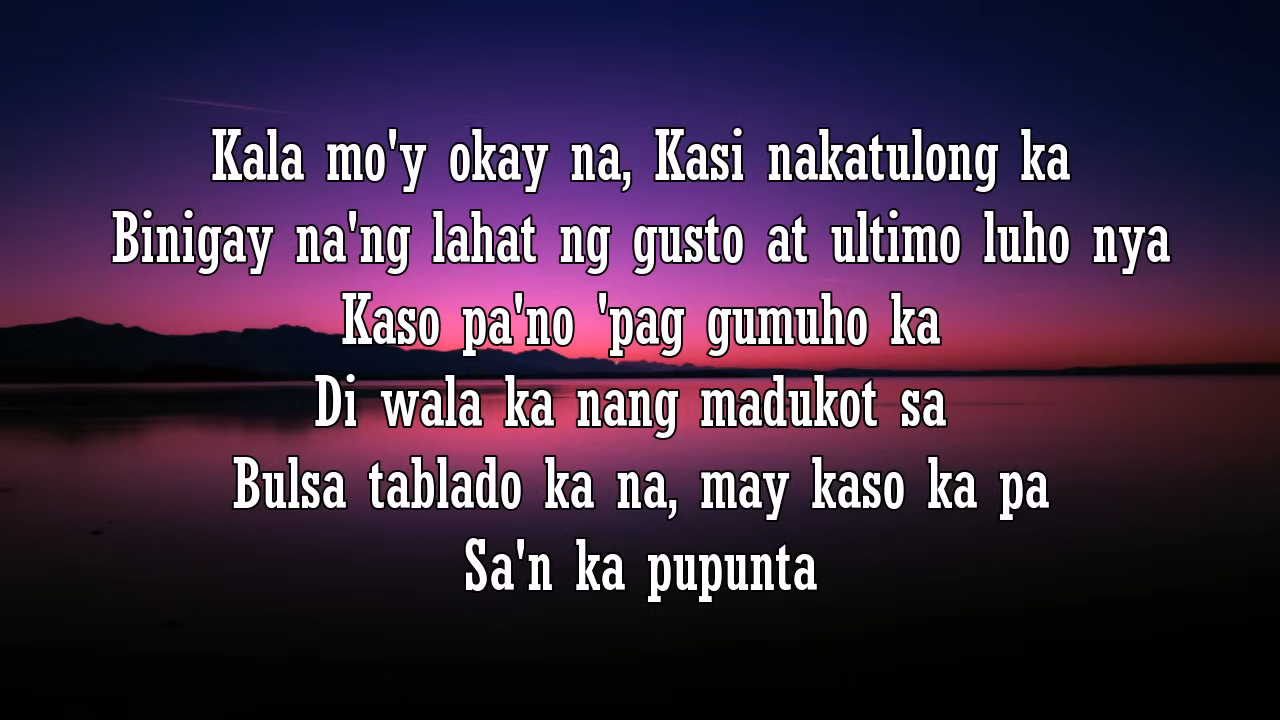 Kala mo'y okay na, Kasi nakatulong ka
Binigay na'ng lahat ng gusto at ultimo luho nya
Kaso pa'no 'pag gumuho ka
Di wala ka nang madukot sa
Bulsa tablado ka na, may kaso ka pa
Sa'n ka pupunta